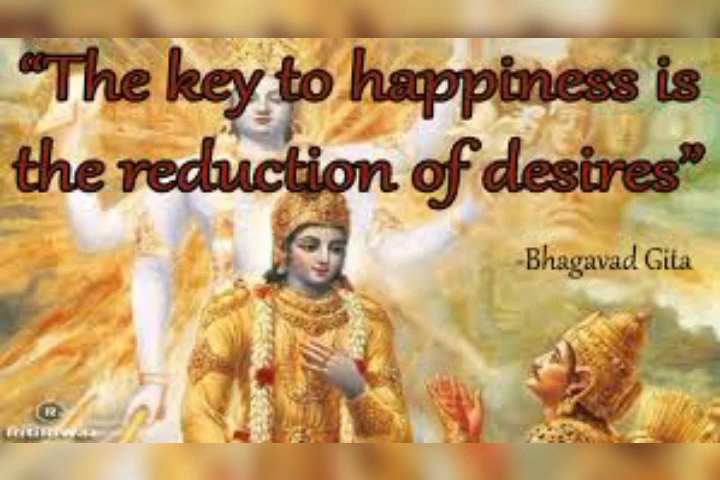 “The key to happiness is
the reduction of desires”
-Bhagavad Gita
R